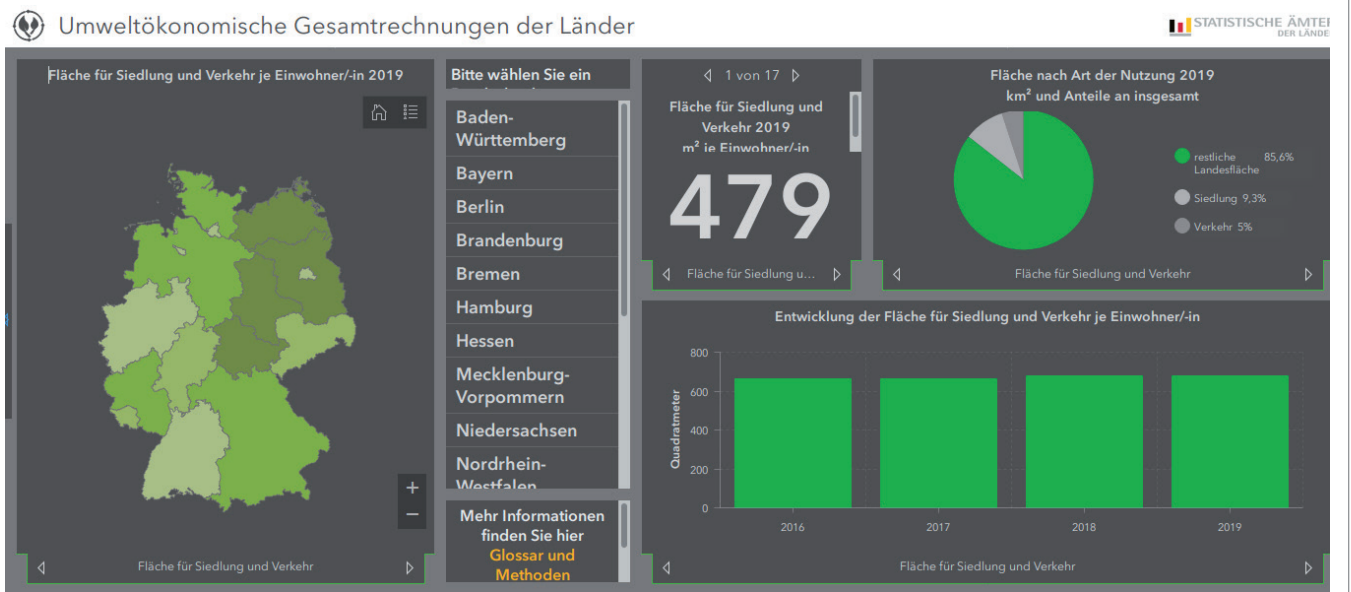 Umweltökonomische Gesamtrechnungen der Länder
STATISTISCHE ÄMTE
DER LÄNDE
Fläche für Siedlung und Verkehr je Einwohner/-in 2019
Fläche für Siedlung und Verkehr
Bitte wählen Sie ein
Baden-
Württemberg
Bayern
Berlin
Brandenburg
Bremen
Hamburg
Hessen
Mecklenburg-
Vorpommern
Niedersachsen
Nordrhein-
Westfalen
Mehr Informationen
finden Sie hier
Glossar und
Methoden
1 von 17
Fläche für Siedlung und
Verkehr 2019
m² je Einwohner/-in
479
Fläche für Siedlung u...
Fläche nach Art der Nutzung 2019
km² und Anteile an insgesamt
restliche 85,6%
Landesfläche
Siedlung 9,3%
Verkehr 5%
Fläche für Siedlung und Verkehr
Entwicklung der Fläche für Siedlung und Verkehr je Einwohner/-in
Quadratmeter
800
600
400
200
0
2016 2017 2018 2019
Fläche für Siedlung und Verkehr